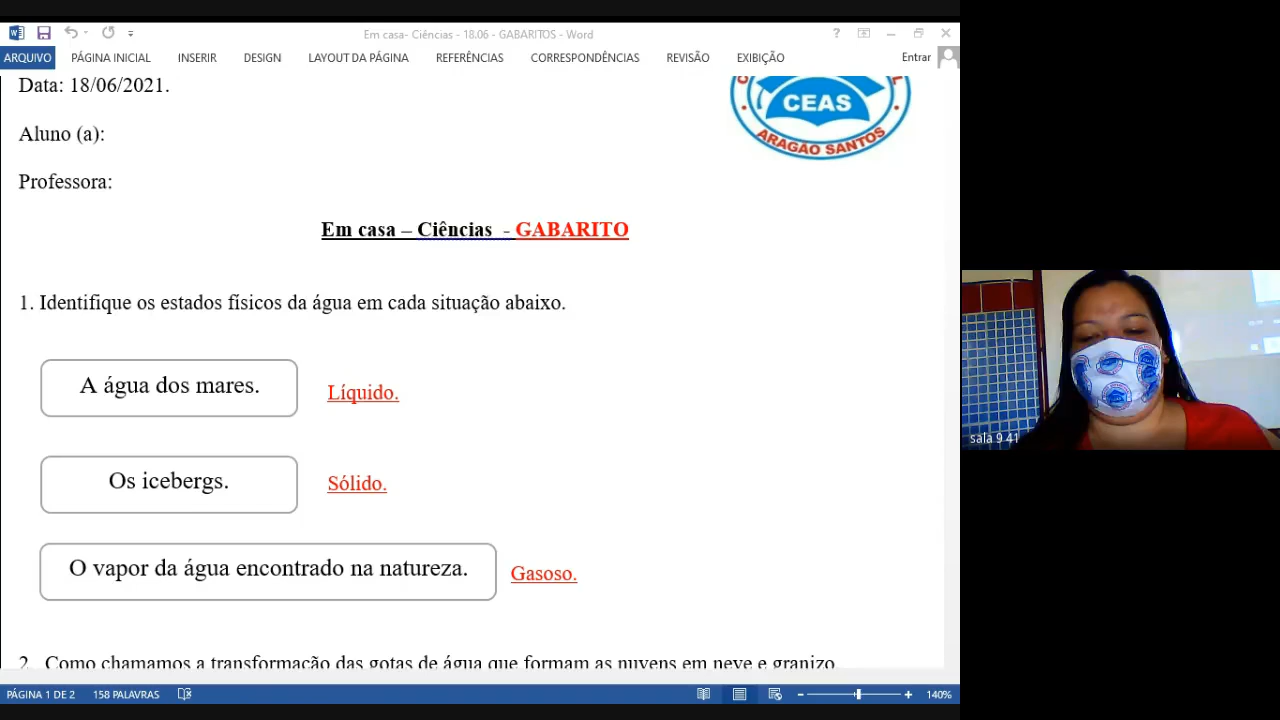 Em casa- Ciências - 18.06 - GABARITOS - Word
?
ARQUIVO PÁGINA INICIAL INSERIR DESIGN LAYOUT DA PÁGINA REFERÊNCIAS CORRESPONDÊNCIAS REVISÃO EXIBIÇÃO Entrar
Data: 18/06/2021.
CEAS
ARAGÃO SANTOS
Aluno (a):
Professora:
Em casa – Ciências - GABARITO
1. Identifique os estados físicos da água em cada situação abaixo.
A água dos mares. Líquido.
Os icebergs. Sólido.
O vapor da água encontrado na natureza. Gasoso.
2. Como chamamos a transformação das gotas de água que formam as nuvens em neve e granizo.
sala 9 41
PÁGINA 1 DE 2 158 PALAVRAS 140%